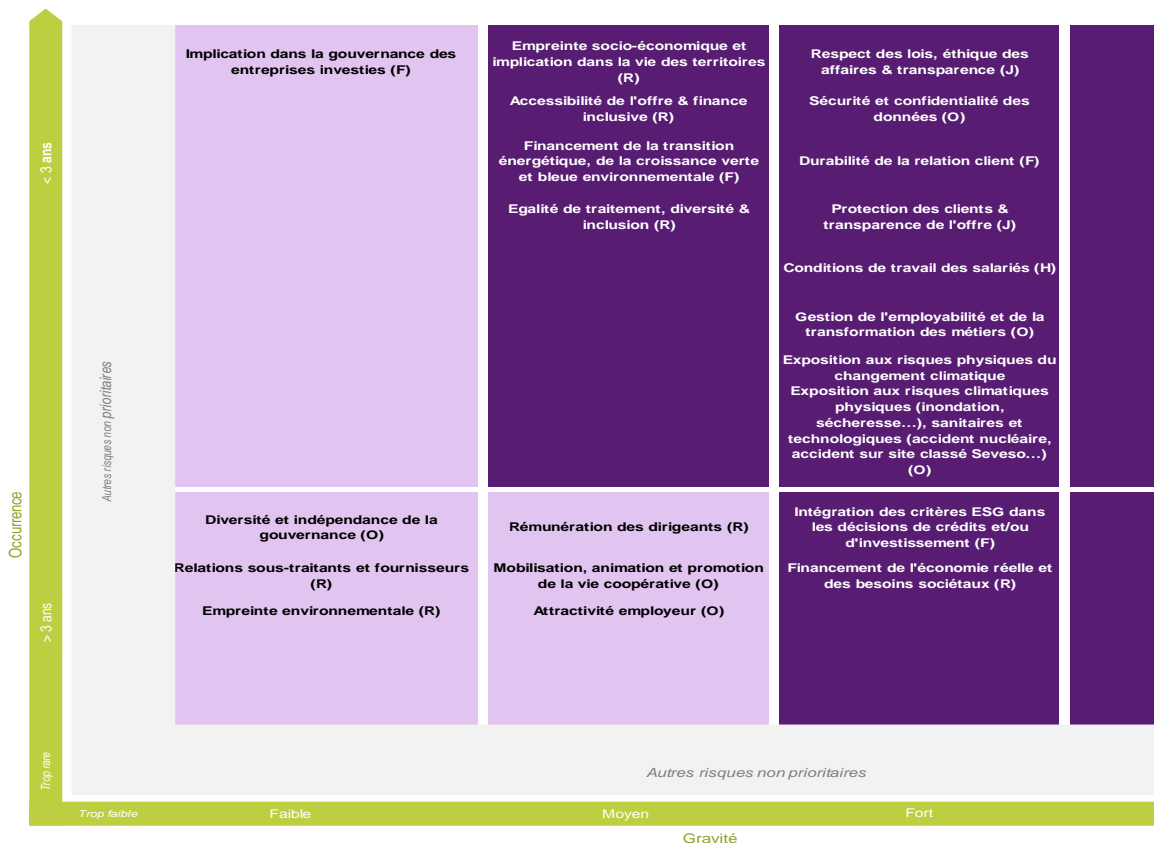 Implication dans la gouvernance des
entreprises investies (F)
Empreinte socio-économique et
implication dans la vie des territoires
(R)
Accessibilité de l'offre & finance
inclusive (R)
Financement de la transition
énergétique, de la croissance verte
et bleue environnementale (F)
Egalité de traitement, diversité &
inclusion (R)
Respect des lois, éthique des
affaires & transparence (J)
Sécurité et confidentialité des
données (O)
Durabilité de la relation client (F)
Protection des clients &
transparence de l'offre (J)
Conditions de travail des salariés (H)
Gestion de l'employabilité et de la
transformation des métiers (O)
Exposition aux risques physiques du
changement climatique
Exposition aux risques climatiques
physiques (inondation,
sécheresse...), sanitaires et
technologiques (accident nucléaire,
accident sur site classé Seveso...)
(O)
< 3 ans
Autres risques non prioritaires
Occurrence
Diversité et indépendance de la
gouvernance (O)
Relations sous-traitants et fournisseurs
(R)
Empreinte environnementale (R)
Rémunération des dirigeants (R)
Mobilisation, animation et promotion
de la vie coopérative (O)
Attractivité employeur (O)
Intégration des critères ESG dans
les décisions de crédits et/ou
d'investissement (F)
Financement de l'économie réelle et
des besoins sociétaux (R)
> 3 ans
Trop rare
Autres risques non prioritaires
Trop faible
Faible
Moyen
Fort
Gravité